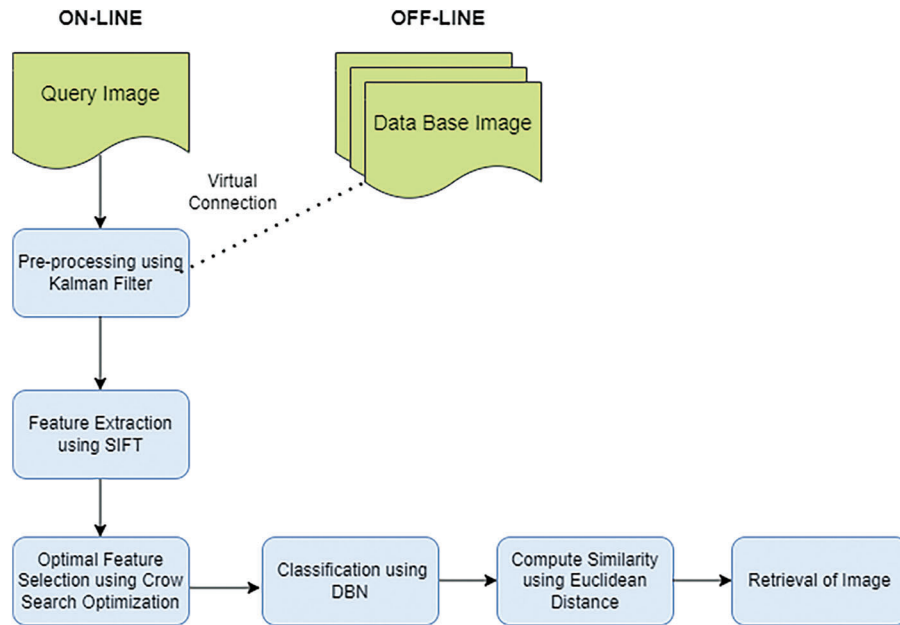 ON-LINE
OFF-LINE
Query Image
Data Base Image
Virtual
Connection
Pre-processing using
Kalman Filter
Feature Extraction
using SIFT
Optimal Feature
Selection using Crow
Search Optimization
Classification using
DBN
Compute Similarity
using Euclidean
Distance
Retrieval of Image